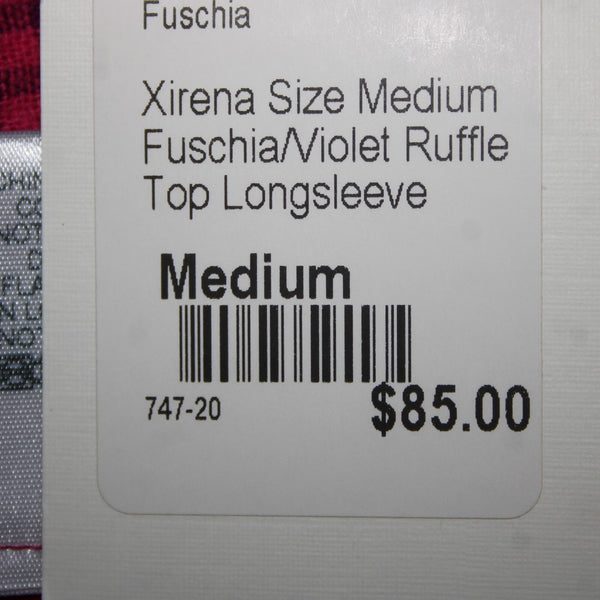 Fuschia
Xirena Size Medium
Fuschia/Violet Ruffle
Top Longsleeve
Medium
747-20
$85.00